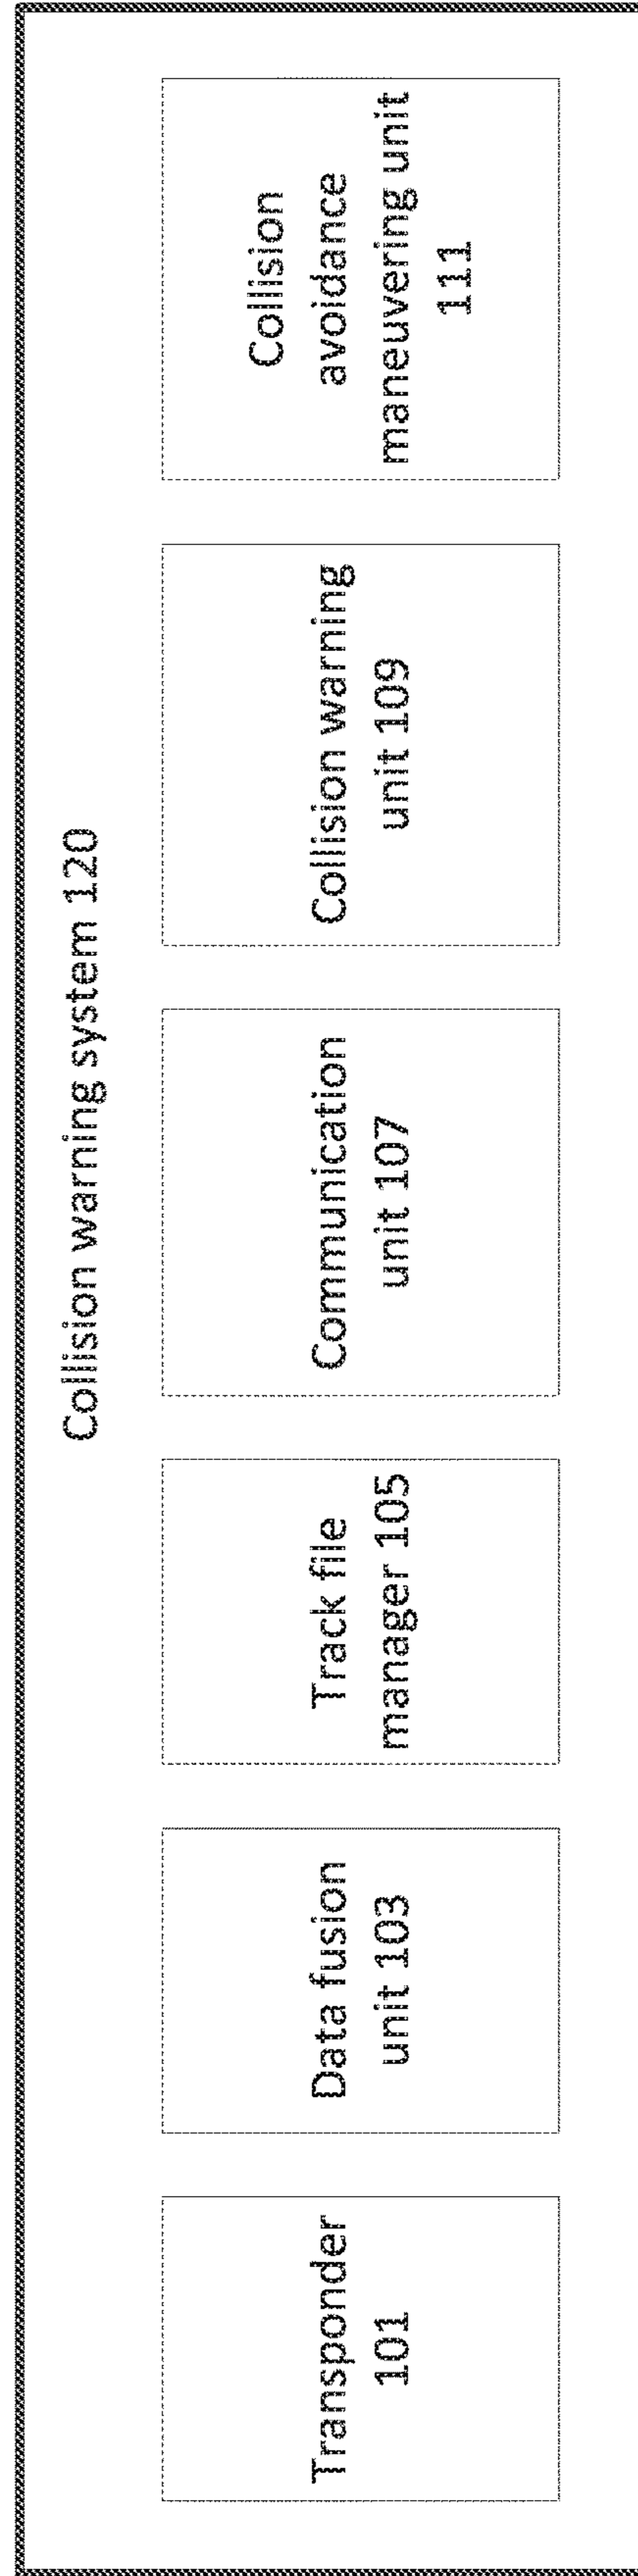 Collision warning system 120
Transponder
101
Data fusion
unit 103
Track file
manager 105
Communication
unit 107
Collision warning
unit 109
Collision
avoidance
maneuvering unit
111